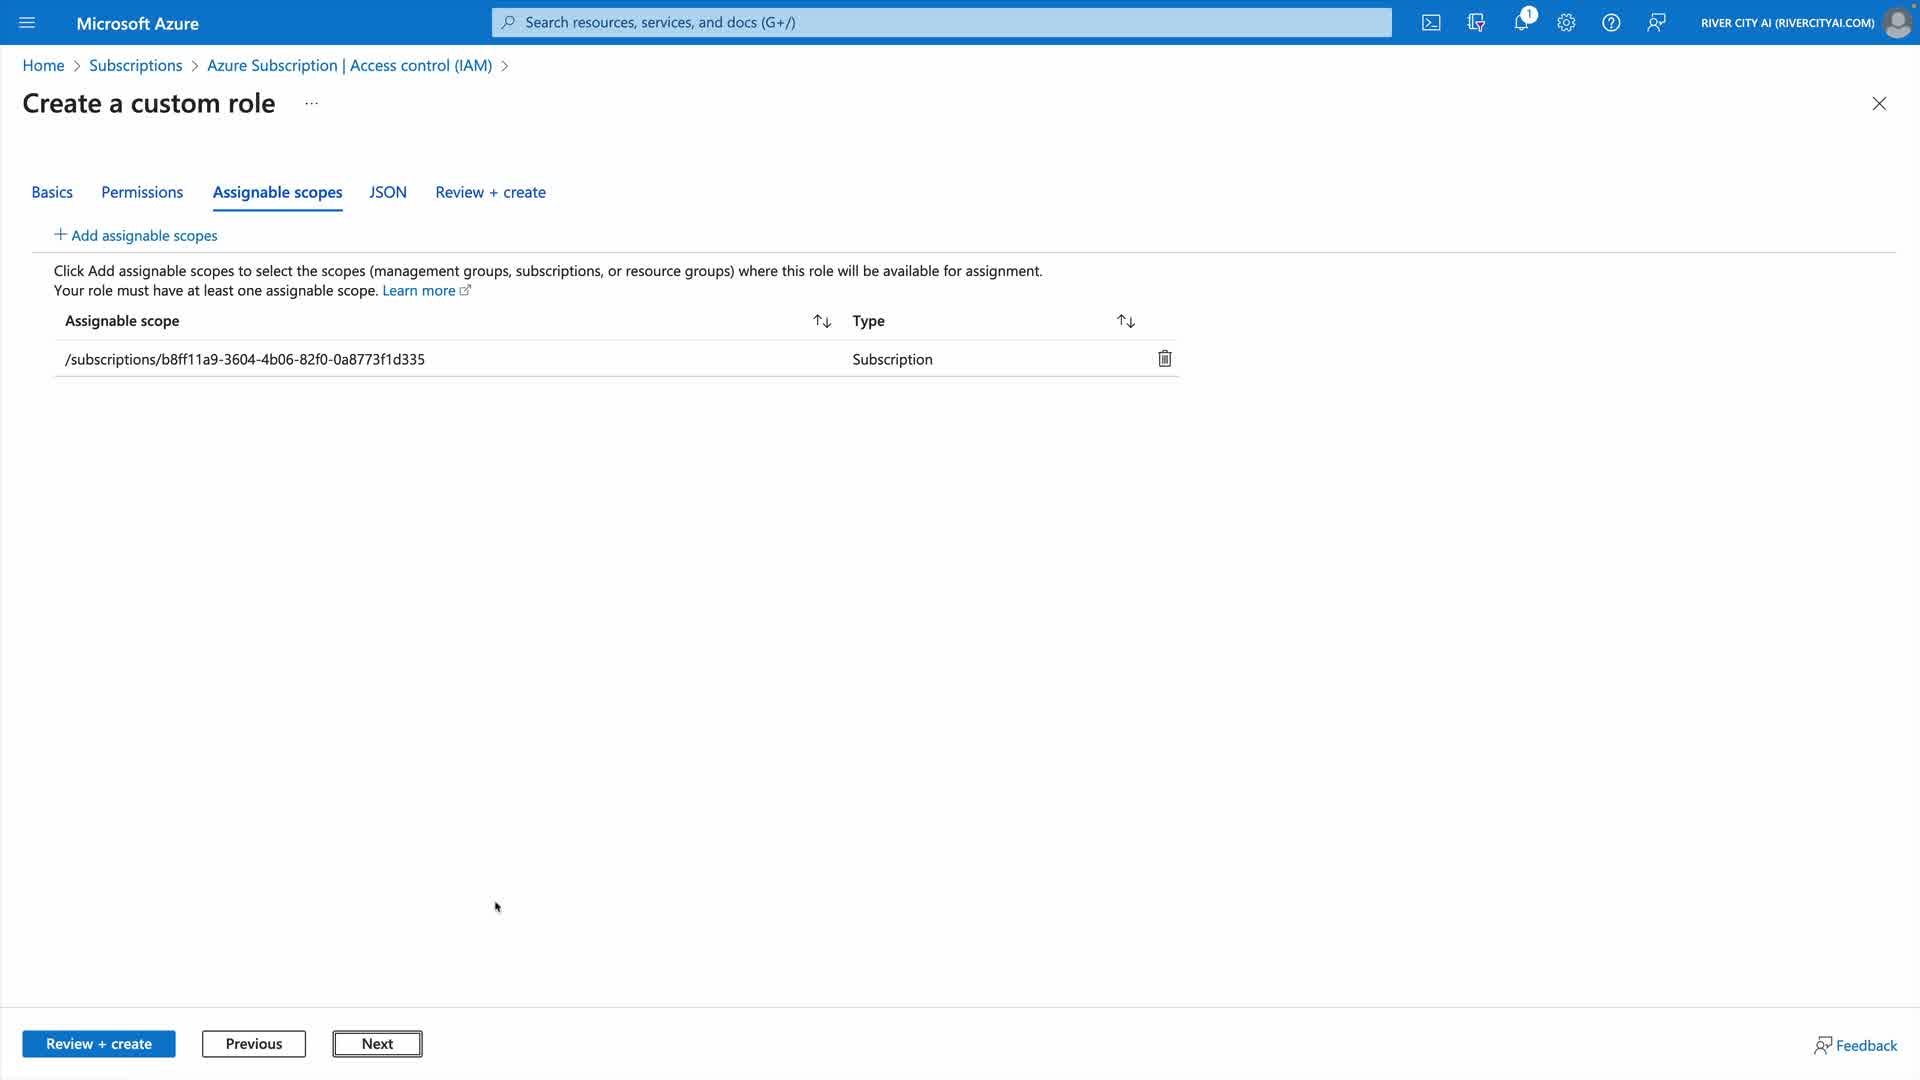 Microsoft Azure
Search resources, services, and docs (G+/)
1
RIVER CITY AI (RIVERCITYAI.COM)
Home > Subscriptions > Azure Subscription | Access control (IAM) >
Create a custom role ...
Basics Permissions Assignable scopes JSON Review + create
+ Add assignable scopes
Click Add assignable scopes to select the scopes (management groups, subscriptions, or resource groups) where this role will be available for assignment.
Your role must have at least one assignable scope. Learn more
Assignable scope Type
/subscriptions/b8ff11a9-3604-4b06-82f0-0a8773f1d335 Subscription
Review + create Previous Next Feedback